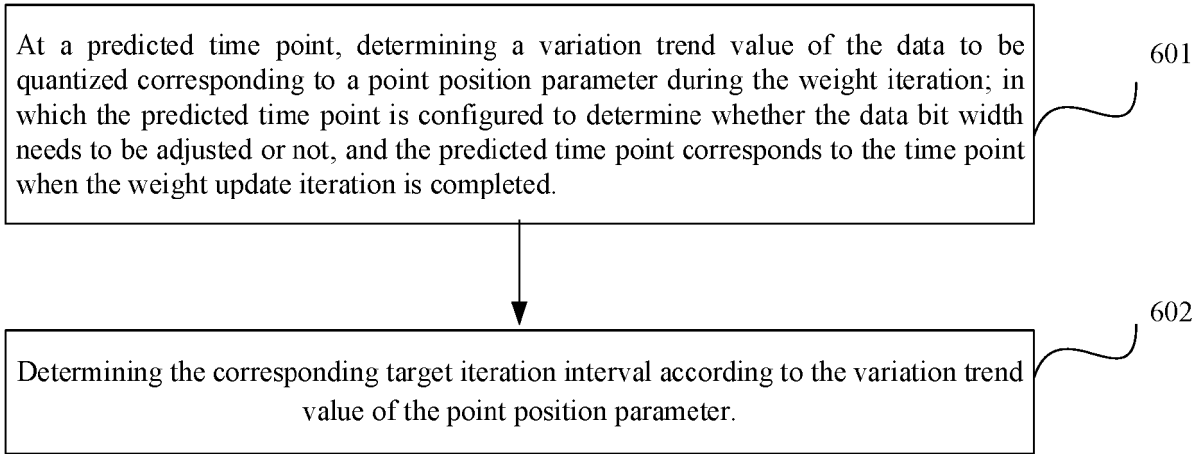 At a predicted time point, determining a variation trend value of the data to be
quantized corresponding to a point position parameter during the weight iteration; in
which the predicted time point is configured to determine whether the data bit width
needs to be adjusted or not, and the predicted time point corresponds to the time point
when the weight update iteration is completed.
601
Determining the corresponding target iteration interval according to the variation trend
value of the point position parameter.
602